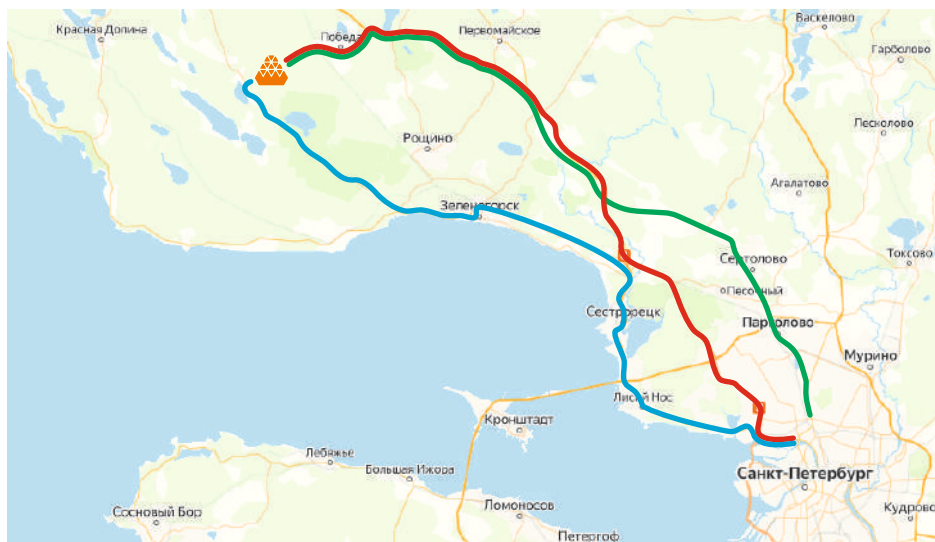 Васкелово
Красная Долина
Победа
Первомайское
Гарболово
Лесколово
Рощино
Агалатово
Зеленогорск
Токсово
Сертолово
Песочный
Сестрорецк
Парголово
Мурино
Лисий Нос
Кронштадт
Лебяжье
Большая Ижора
Санкт-Петербург
Ломоносов
Сосновый Бор
Кудрово
Петергоф